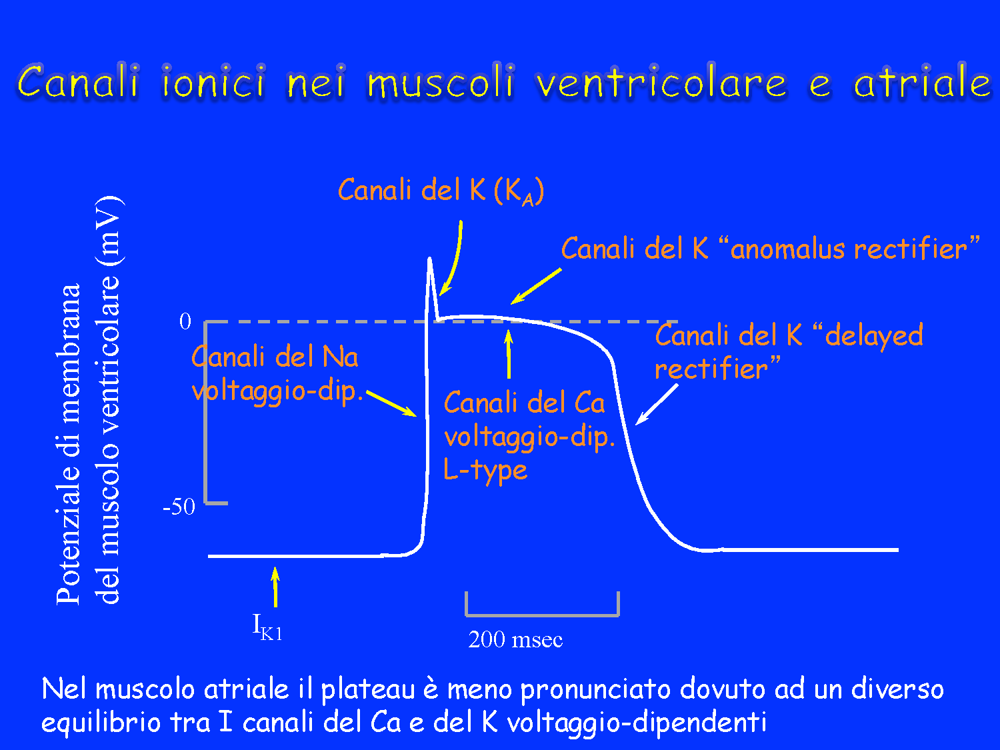 Canali ionici nei muscoli ventricolare e atriale
Canali del K (KA)
Canali del K “anomalus rectifier”
Potenziale di membrana
del muscolo ventricolare (mV)
0
Canali del Na
voltaggio-dip.
Canali del K “delayed
rectifier”
Canali del Ca
voltaggio-dip.
L-type
-50
IK1
200 msec
Nel muscolo atriale il plateau è meno pronunciato dovuto ad un diverso
equilibrio tra I canali del Ca e del K voltaggio-dipendenti